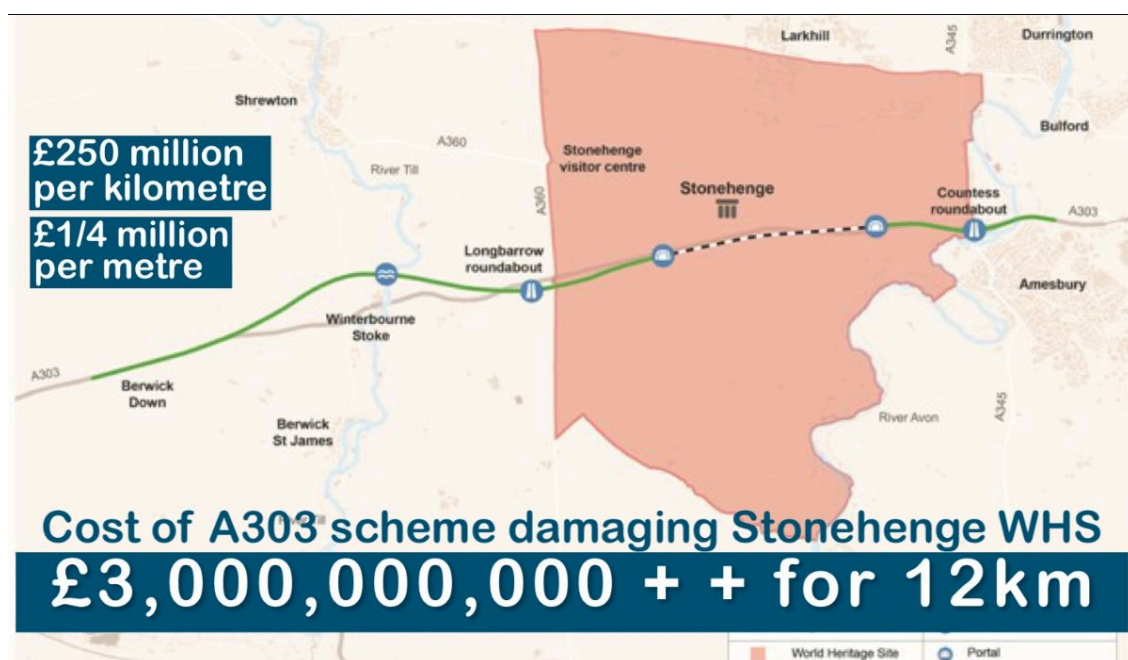 Larkhill
A345
Durrington
Shrewton
Bulford
£250 million
per kilometre
A360
River Till
Stonehenge
visitor centre
A360
Stonehenge
Countess
roundabout
A303
£1/4 million
per metre
Longbarrow
roundabout
Amesbury
Winterbourne
Stoke
A303
Berwick
Down
Berwick
St James
River Avon
A345
Cost of A303 scheme damaging Stonehenge WHS
£3,000,000,000 + + for 12km
World Heritage Site
Portal